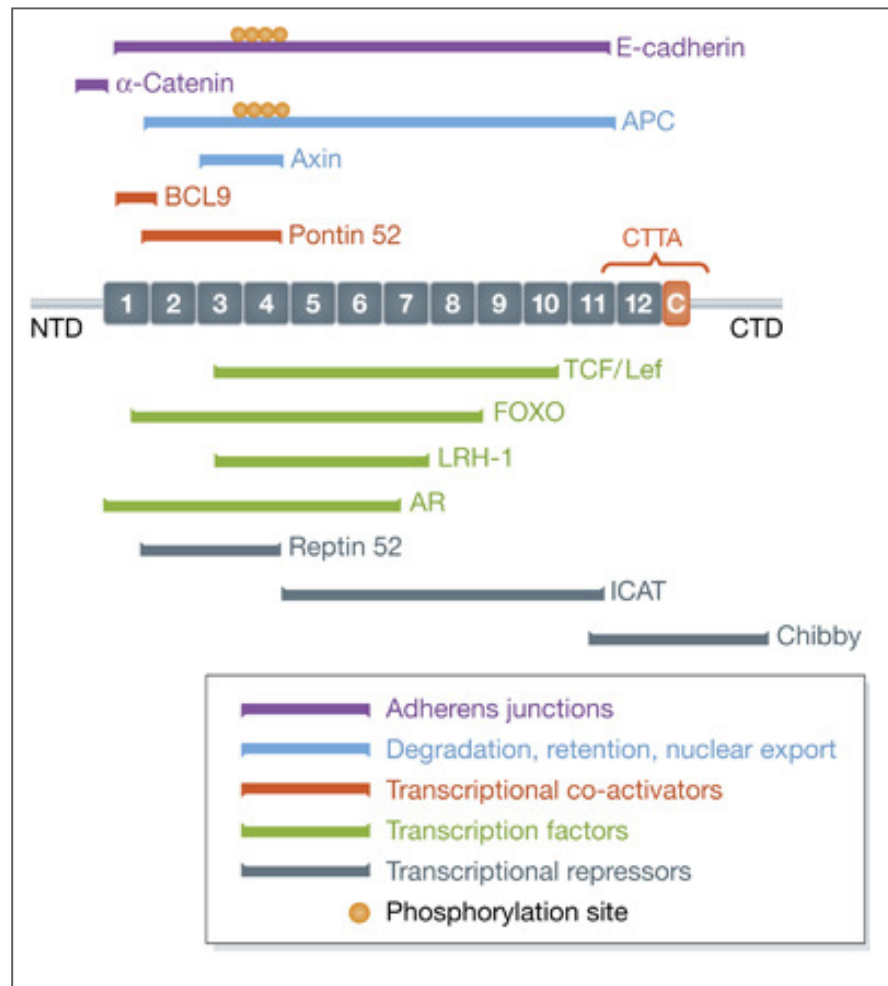 E-cadherin
α-Catenin
APC
Axin
BCL9
Pontin 52
CTTA
1 2 3 4 5 6 7 8 9 10 11 12 C
NTD CTD
TCF/Lef
FOXO
LRH-1
AR
Reptin 52
ICAT
Chibby
Adherens junctions
Degradation, retention, nuclear export
Transcriptional co-activators
Transcription factors
Transcriptional repressors
Phosphorylation site